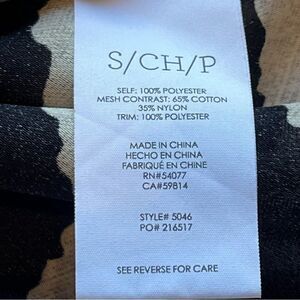 S/CH/P
SELF: 100% POLYESTER
MESH CONTRAST: 65% COTTON
35% NYLON
TRIM: 100% POLYESTER
MADE IN CHINA
HECHO EN CHINA
FABRIQUÉ EN CHINE
RN#54077
CA#59814
STYLE# 5046
PO# 216517
SEE REVERSE FOR CARE